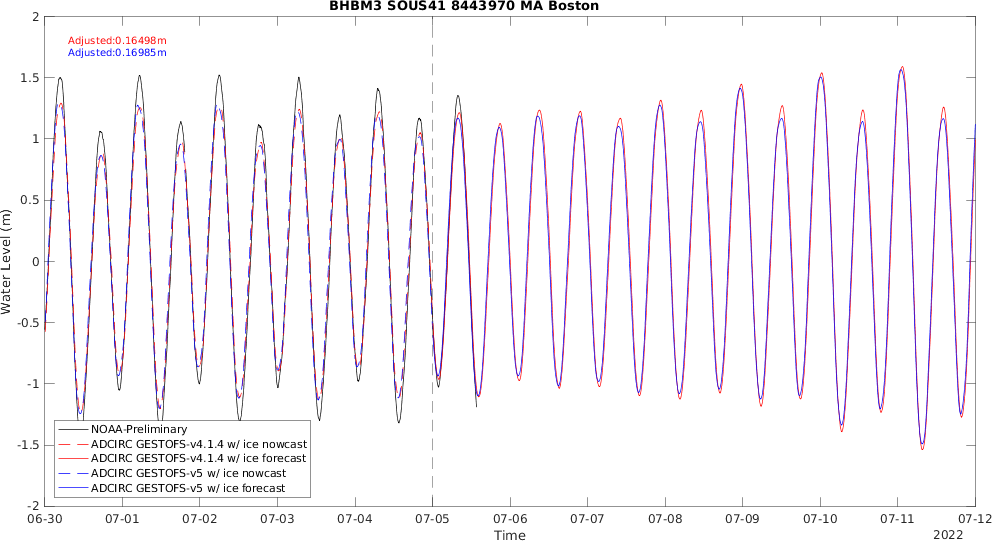 BHBM3 SOUS41 8443970 MA Boston
Adjusted:0.16498m
Adjusted:0.16985m
Water Level (m)
2
1.5
1
0.5
0
-0.5
-1
-1.5
-2
NOAA-Preliminary
ADCIRC GESTOFS-v4.1.4 w/ ice nowcast
ADCIRC GESTOFS-v4.1.4 w/ ice forecast
ADCIRC GESTOFS-v5 w/ ice nowcast
ADCIRC GESTOFS-v5 w/ ice forecast
06-30 07-01 07-02 07-03 07-04 07-05 07-06 07-07 07-08 07-09 07-10 07-11 07-12
Time
2022